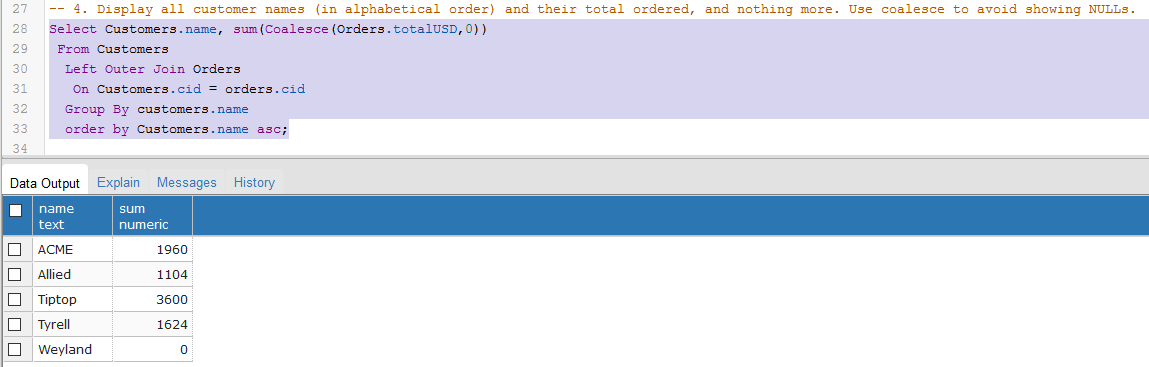 27 -- 4. Display all customer names (in alphabetical order) and their total ordered, and nothing more. Use coalesce to avoid showing NULLs.
28 Select Customers.name, sum(Coalesce(Orders.totalUSD,0))
29 From Customers
30 Left Outer Join Orders
31 On Customers.cid = orders.cid
32 Group By customers.name
33 order by Customers.name asc;
34
Data Output Explain Messages History
name sum
text numeric
ACME 1960
Allied 1104
Tiptop 3600
Tyrell 1624
Weyland 0